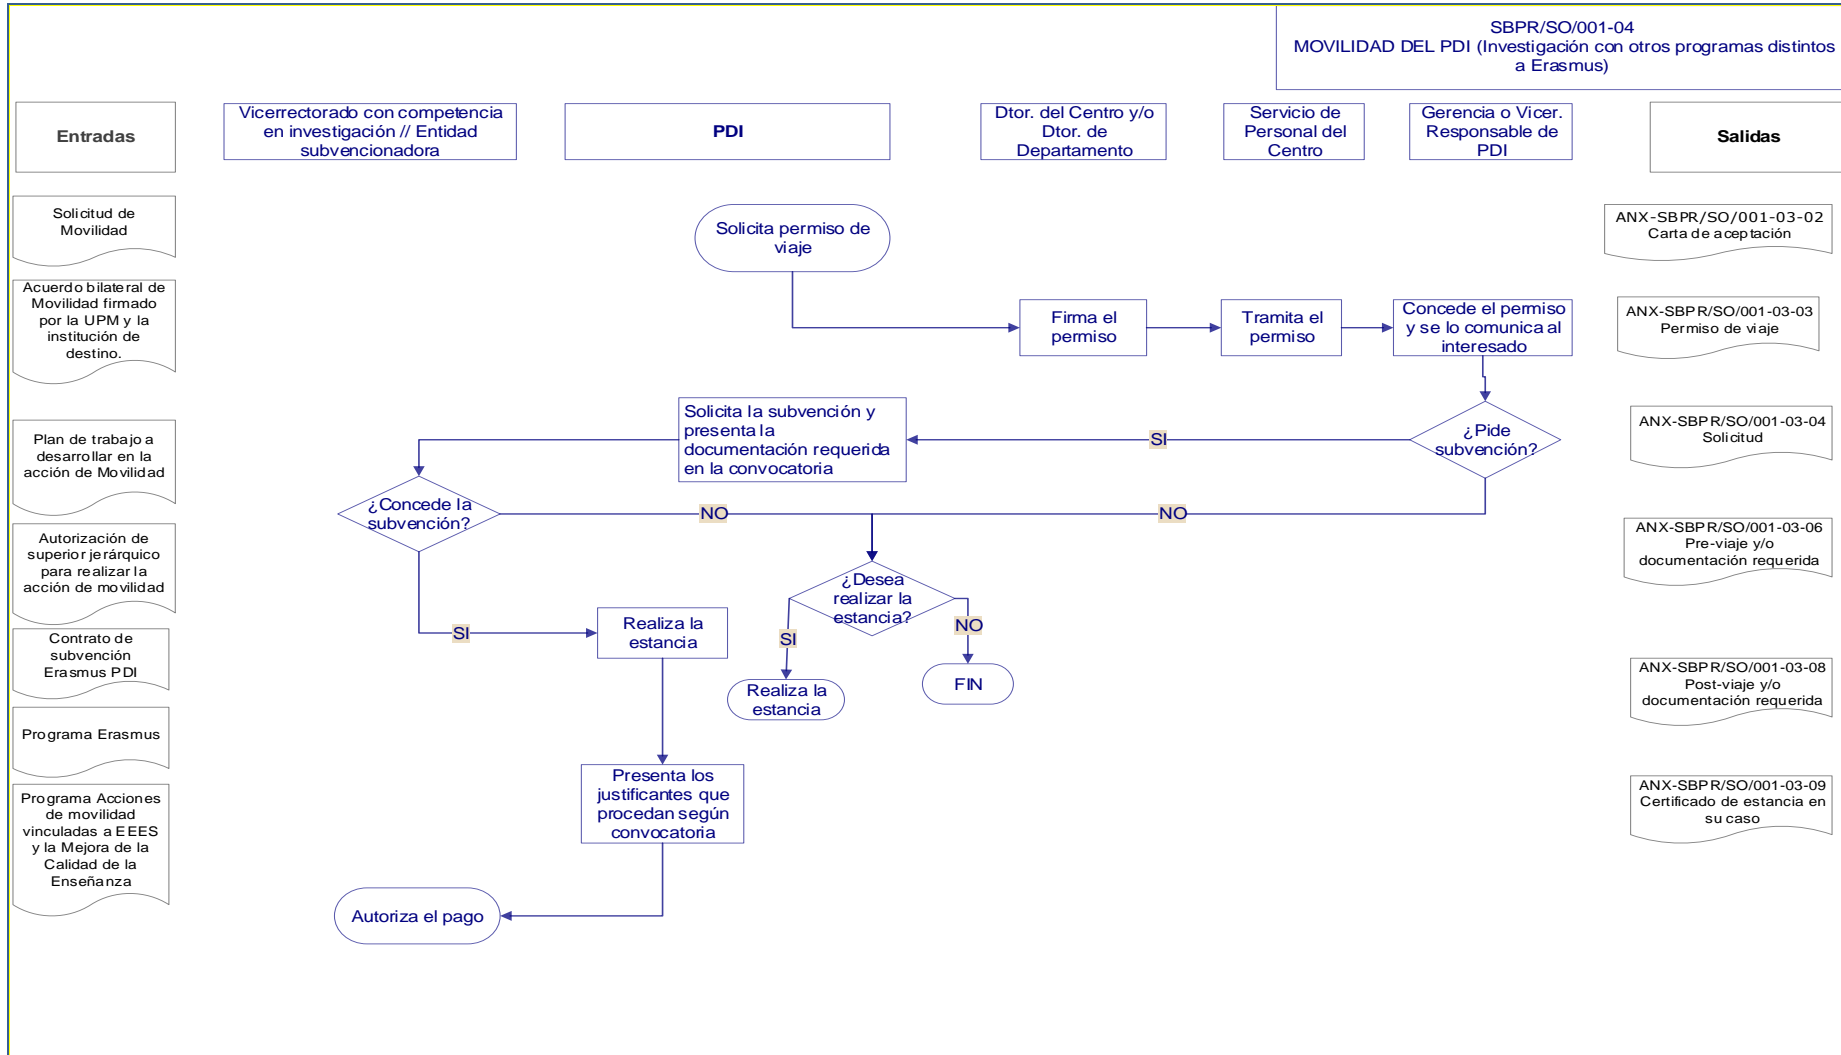 SBPR/SO/001-04
MOVILIDAD DEL PDI (Investigación con otros programas distintos
a Erasmus)
Entradas
Vicerrectorado con competencia
en investigación // Entidad
subvencionadora
PDI
Dtor. del Centro y/o
Dtor. de
Departamento
Servicio de
Personal del
Centro
Gerencia o Vicer.
Responsable de
PDI
Salidas
Solicitud de
Movilidad
Solicita permiso de
viaje
ANX-SBPR/SO/001-03-02
Carta de aceptación
Acuerdo bilateral de
Movilidad firmado
por la UPM y la
institución de
destino.
Firma el
permiso
Tramita el
permiso
Concede el permiso
y se lo comunica al
interesado
ANX-SBPR/SO/001-03-03
Permiso de viaje
Plan de trabajo a
desarrollar en la
acción de Movilidad
Solicita la subvención y
presenta la
documentación requerida
en la convocatoria
SI
¿Pide
subvención?
ANX-SBPR/SO/001-03-04
Solicitud
¿Concede la
subvención?
NO
NO
Autorización de
superior jerárquico
para realizar la
acción de movilidad
¿Desea
realizar la
estancia?
ANX-SBPR/SO/001-03-06
Pre-viaje y/o
documentación requerida
SI
Realiza la
estancia
SI
NO
Contrato de
subvención
Erasmus PDI
Realiza la
estancia
FIN
ANX-SBPR/SO/001-03-08
Post-viaje y/o
documentación requerida
Programa Erasmus
Presenta los
justificantes que
procedan según
convocatoria
ANX-SBPR/SO/001-03-09
Certificado de estancia en
su caso
Programa Acciones
de movilidad
vinculadas a EEES
y la Mejora de la
Calidad de la
Enseñanza
Autoriza el pago